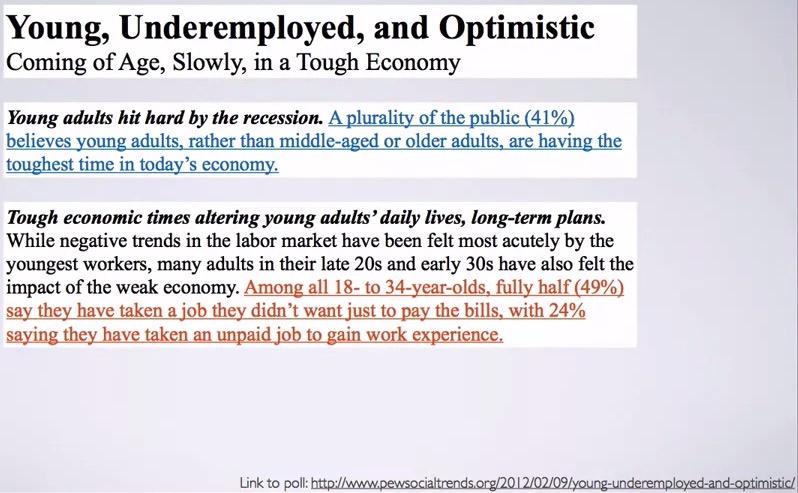 Young, Underemployed, and Optimistic
Coming of Age, Slowly, in a Tough Economy
Young adults hit hard by the recession. A plurality of the public (41%)
believes young adults, rather than middle-aged or older adults, are having the
toughest time in today’s economy.
Tough economic times altering young adults’ daily lives, long-term plans.
While negative trends in the labor market have been felt most acutely by the
youngest workers, many adults in their late 20s and early 30s have also felt the
impact of the weak economy. Among all 18- to 34-year-olds, fully half (49%)
say they have taken a job they didn’t want just to pay the bills, with 24%
saying they have taken an unpaid job to gain work experience.
Link to poll: http://www.pewsocialtrends.org/2012/02/09/young-underemployed-and-optimistic/